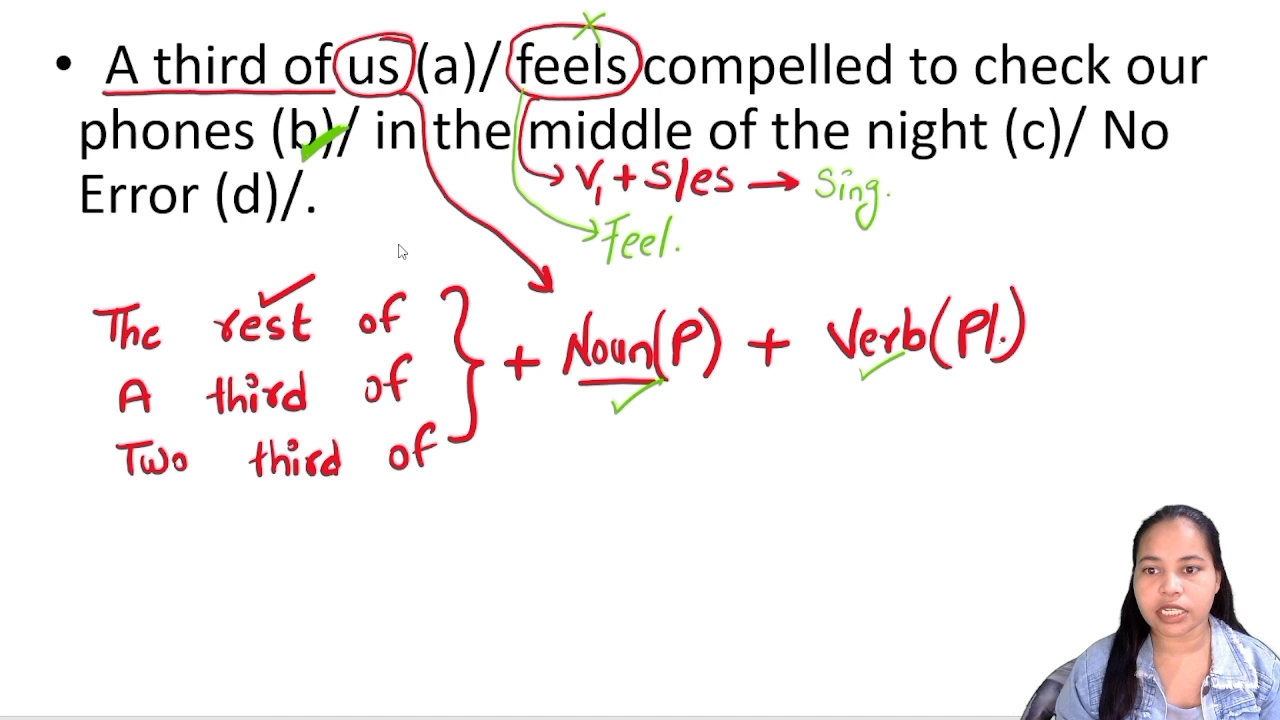 • A third of us (a)/ feels compelled to check our
phones (b)/ in the middle of the night (c)/ No
Error (d)/.
V1 + S/es → Sing.
Feel.
The rest of
A third of
Two third of
} + Noun(P) + Verb(Pl.)